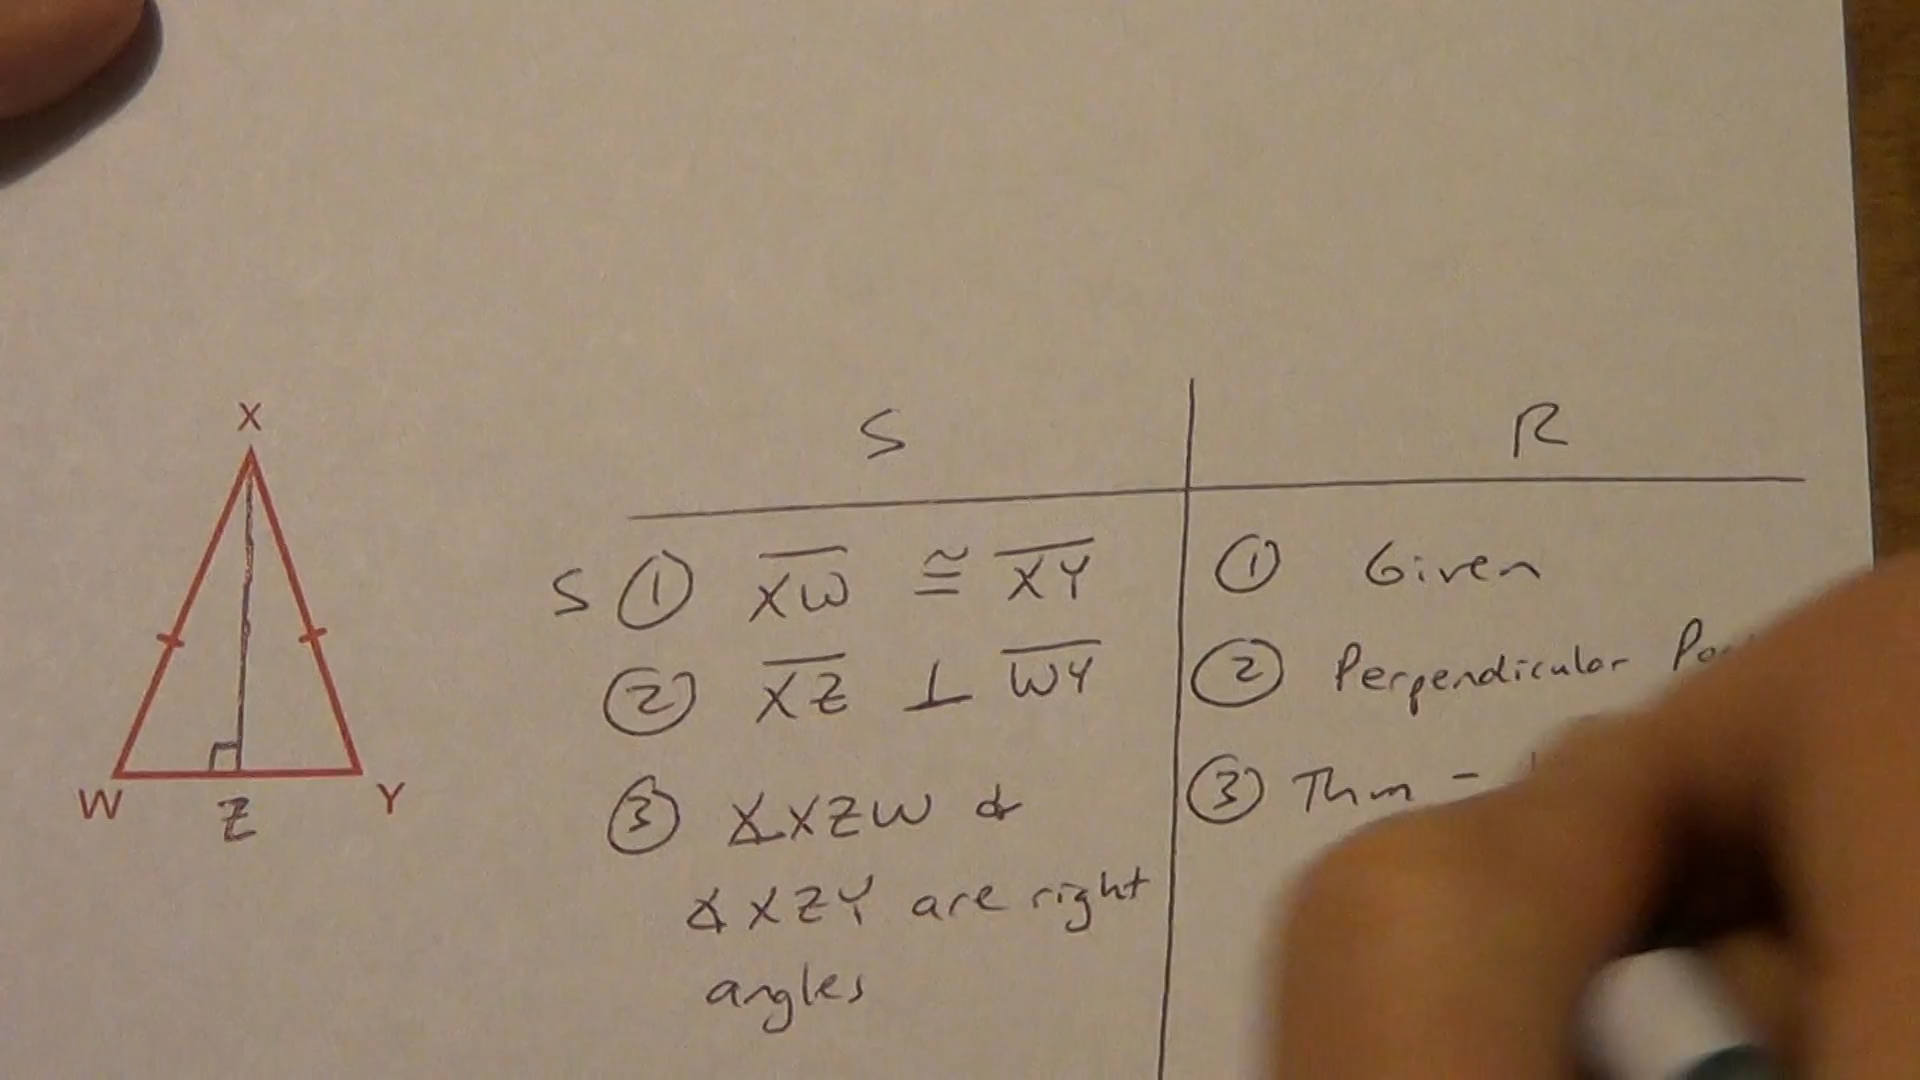 X
W
Z
Y
S R
S ① XW ≅ XY ① Given
② XZ ⊥ WY ② Perpendicular
③ ∡XZW &
∡XZY are right
angles
③ Thm -